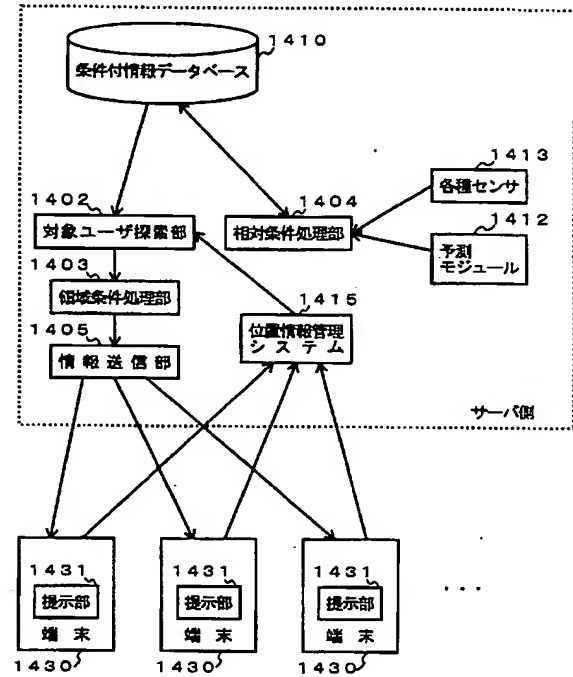 1410
条件付情報データベース
1413
各種センサ
1402
対象ユーザ探索部
1404
相対条件処理部
1412
予測
モジュール
1403
領域条件処理部
1415
位置情報管理
システム
1405
情報送信部
サーバ側
1431
提示部
端末
1430
1431
提示部
端末
1430
1431
提示部
端末
1430
...